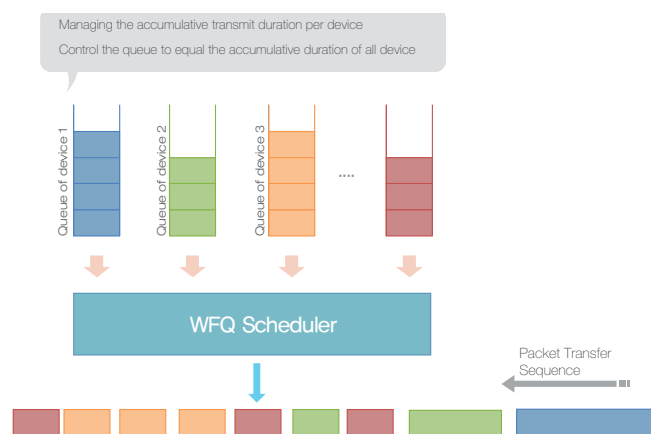 Managing the accumulative transmit duration per device
Control the queue to equal the accumulative duration of all device
Queue of device 1
Queue of device 2
Queue of device 3
....
WFQ Scheduler
Packet Transfer
Sequence